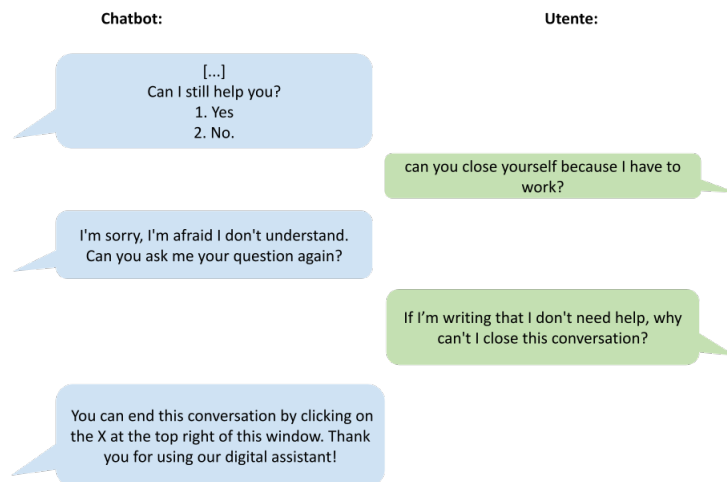 Chatbot:
Utente:
[...]
Can I still help you?
1. Yes
2. No.
can you close yourself because I have to
work?
I'm sorry, I'm afraid I don't understand.
Can you ask me your question again?
If I’m writing that I don't need help, why
can't I close this conversation?
You can end this conversation by clicking on
the X at the top right of this window. Thank
you for using our digital assistant!